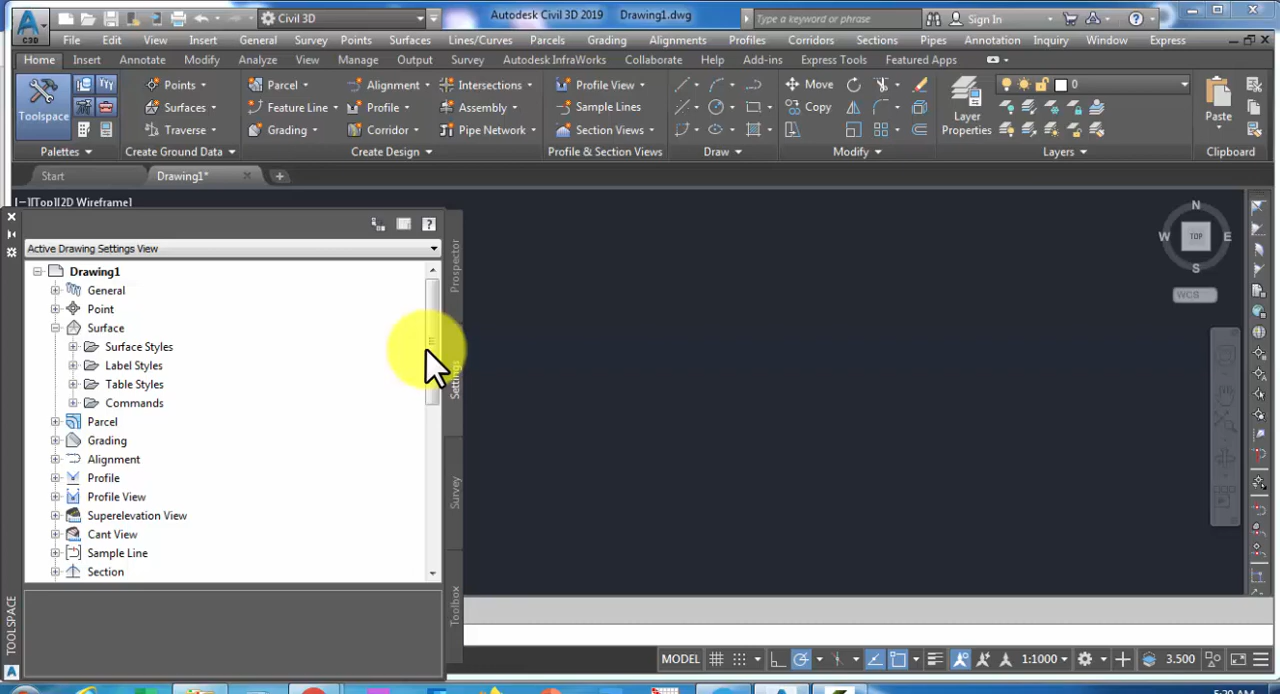 Civil 3D
Autodesk Civil 3D 2019 Drawing1.dwg
Type a keyword or phrase
Sign In
C3D
File Edit View Insert General Survey Points Surfaces Lines/Curves Parcels Grading Alignments Profiles Corridors Sections Pipes Annotation Inquiry Window Express
Home Insert Annotate Modify Analyze View Manage Output Survey Autodesk InfraWorks Collaborate Help Add-ins Express Tools Featured Apps
Points Parcel Alignment Intersections Profile View Move 0
Toolspace Surfaces Feature Line Profile Assembly Sample Lines Copy Layer Properties Paste
Traverse Grading Corridor Pipe Network Section Views
Palettes Create Ground Data Create Design Profile & Section Views Draw Modify Layers Clipboard
Start Drawing1*
[−][Top][2D Wireframe]
N
W TOP E
S
WCS
Active Drawing Settings View
Drawing1
General
Point
Surface
Surface Styles
Label Styles
Table Styles
Commands
Parcel
Grading
Alignment
Profile
Profile View
Superelevation View
Cant View
Sample Line
Section
Prospector
Settings
Survey
Toolbox
TOOLSPACE
MODEL 1:1000 3.500